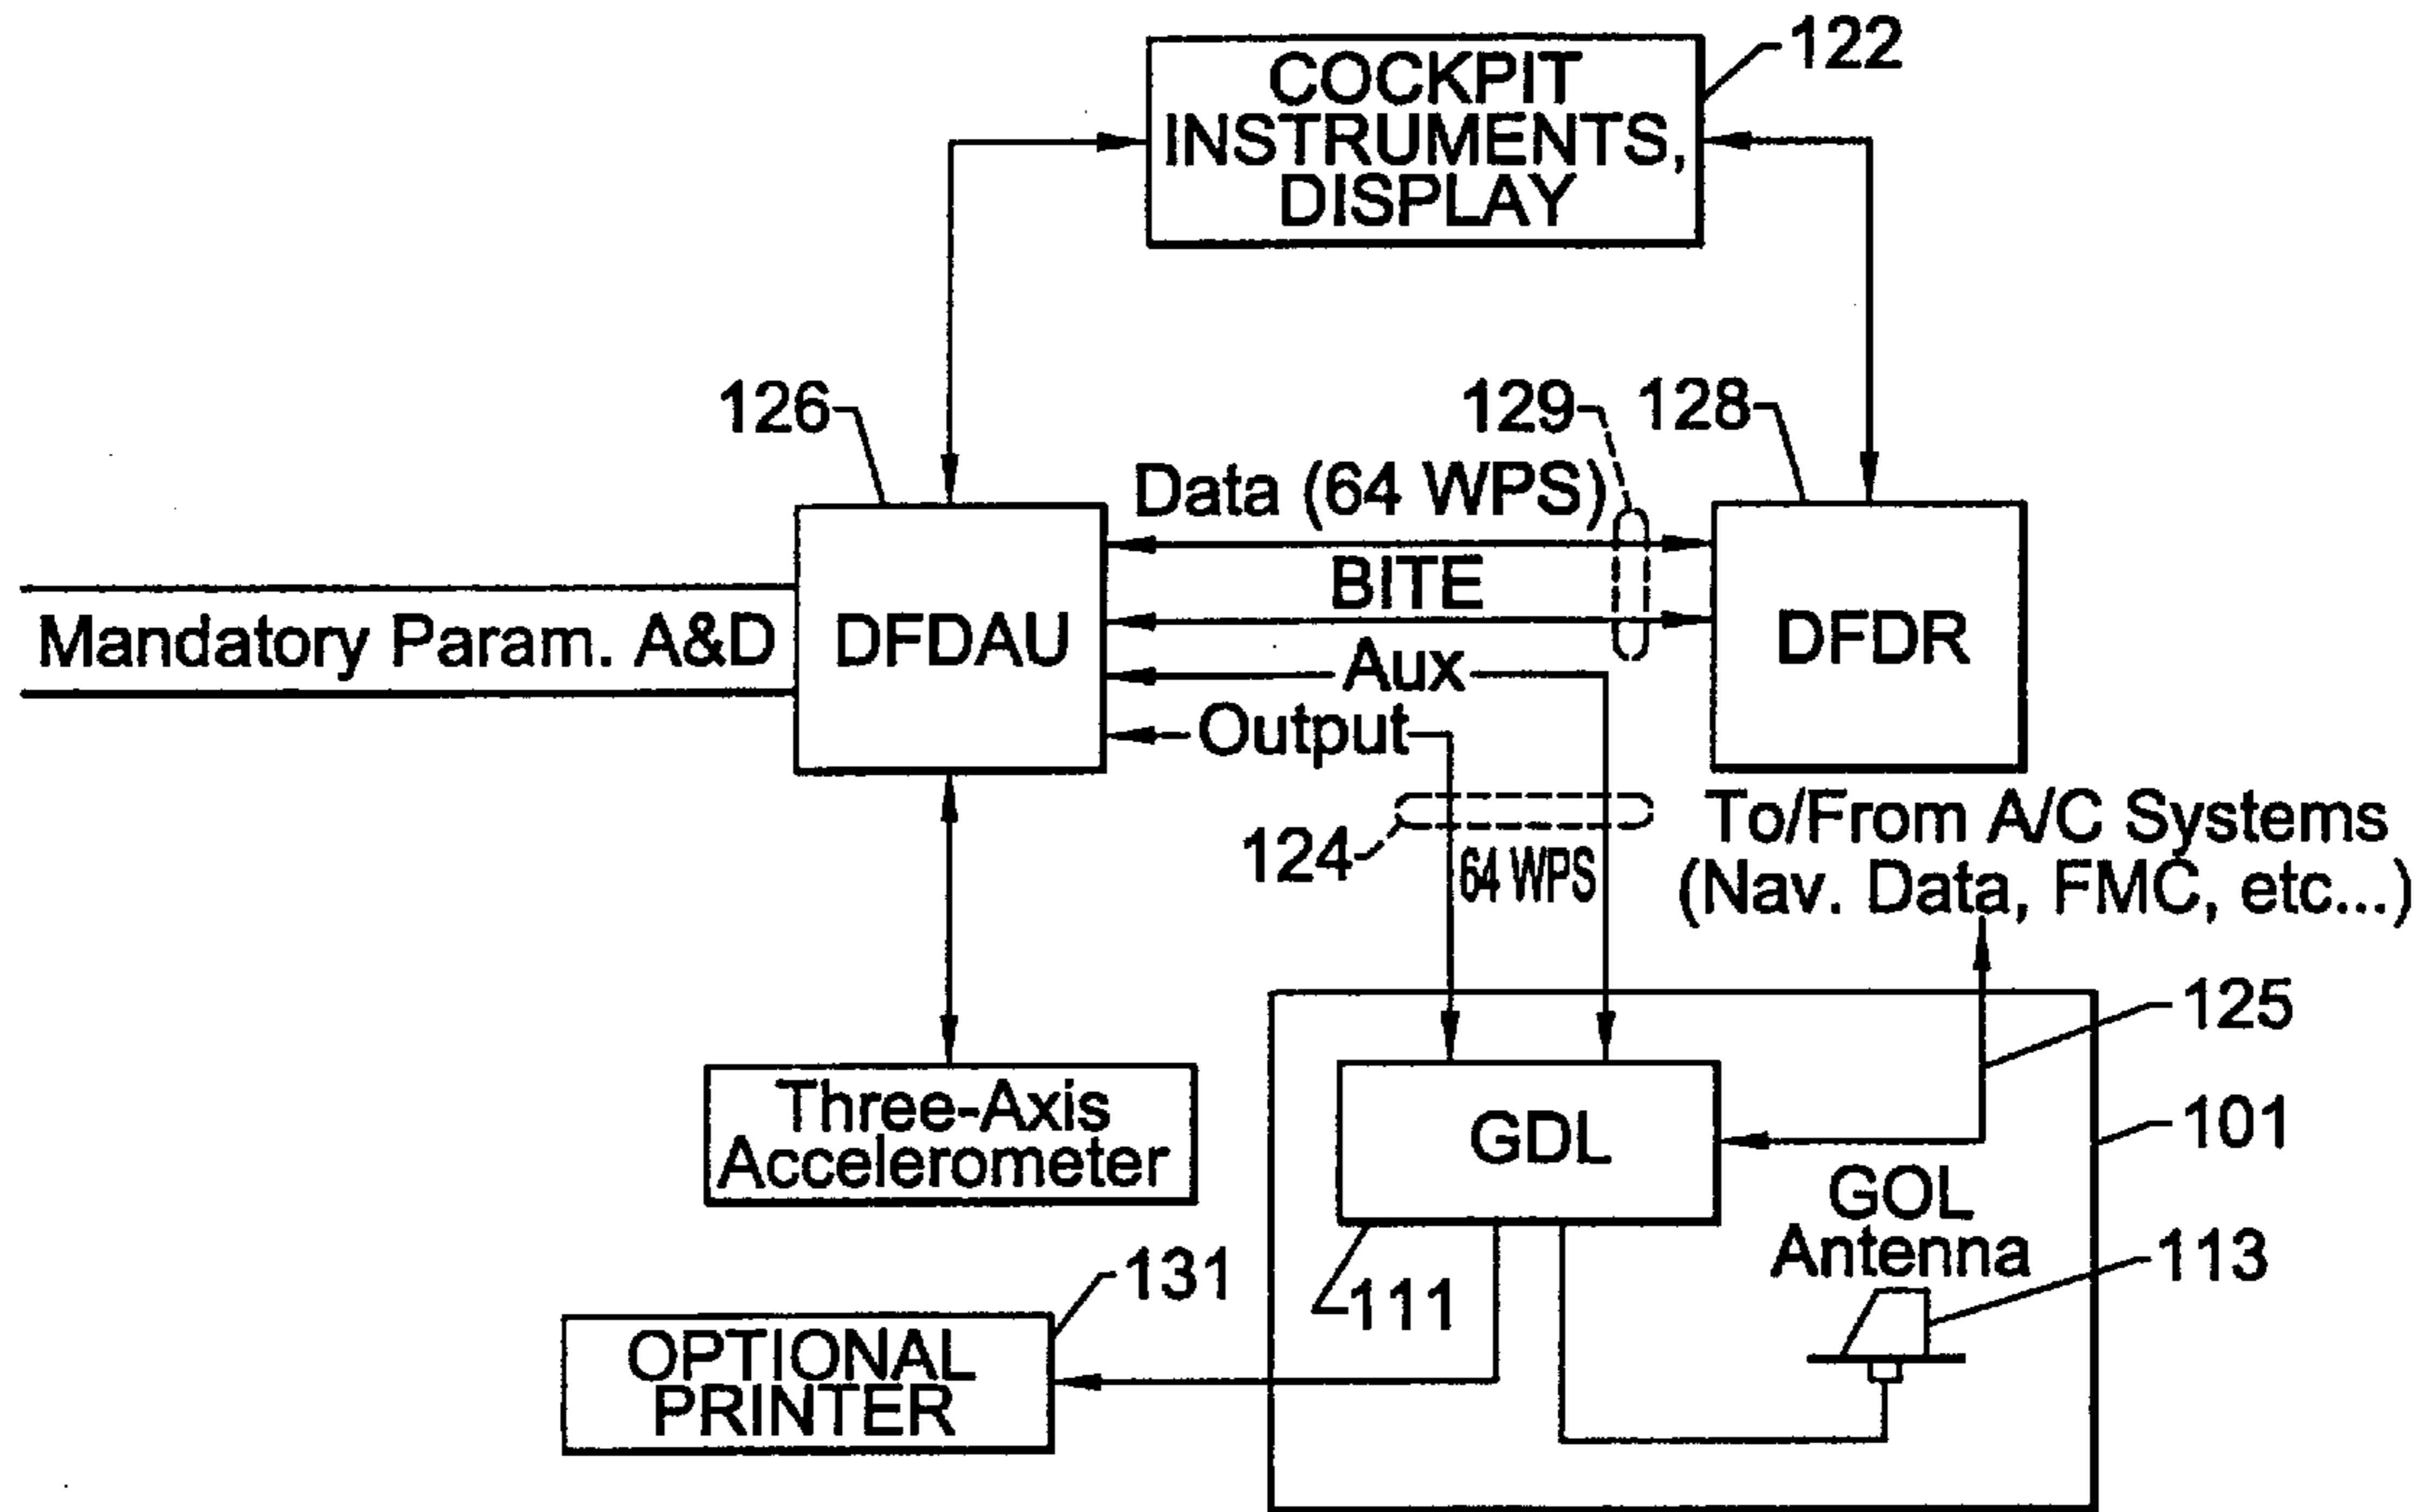 122
COCKPIT
INSTRUMENTS,
DISPLAY
126
129
128
Data (64 WPS)
BITE
Mandatory Param. A&D
DFDAU
DFDR
Aux
Output
124
64 WPS
To/From A/C Systems
(Nav. Data, FMC, etc...)
125
Three-Axis
Accelerometer
GDL
101
GOL
Antenna
113
131
111
OPTIONAL
PRINTER